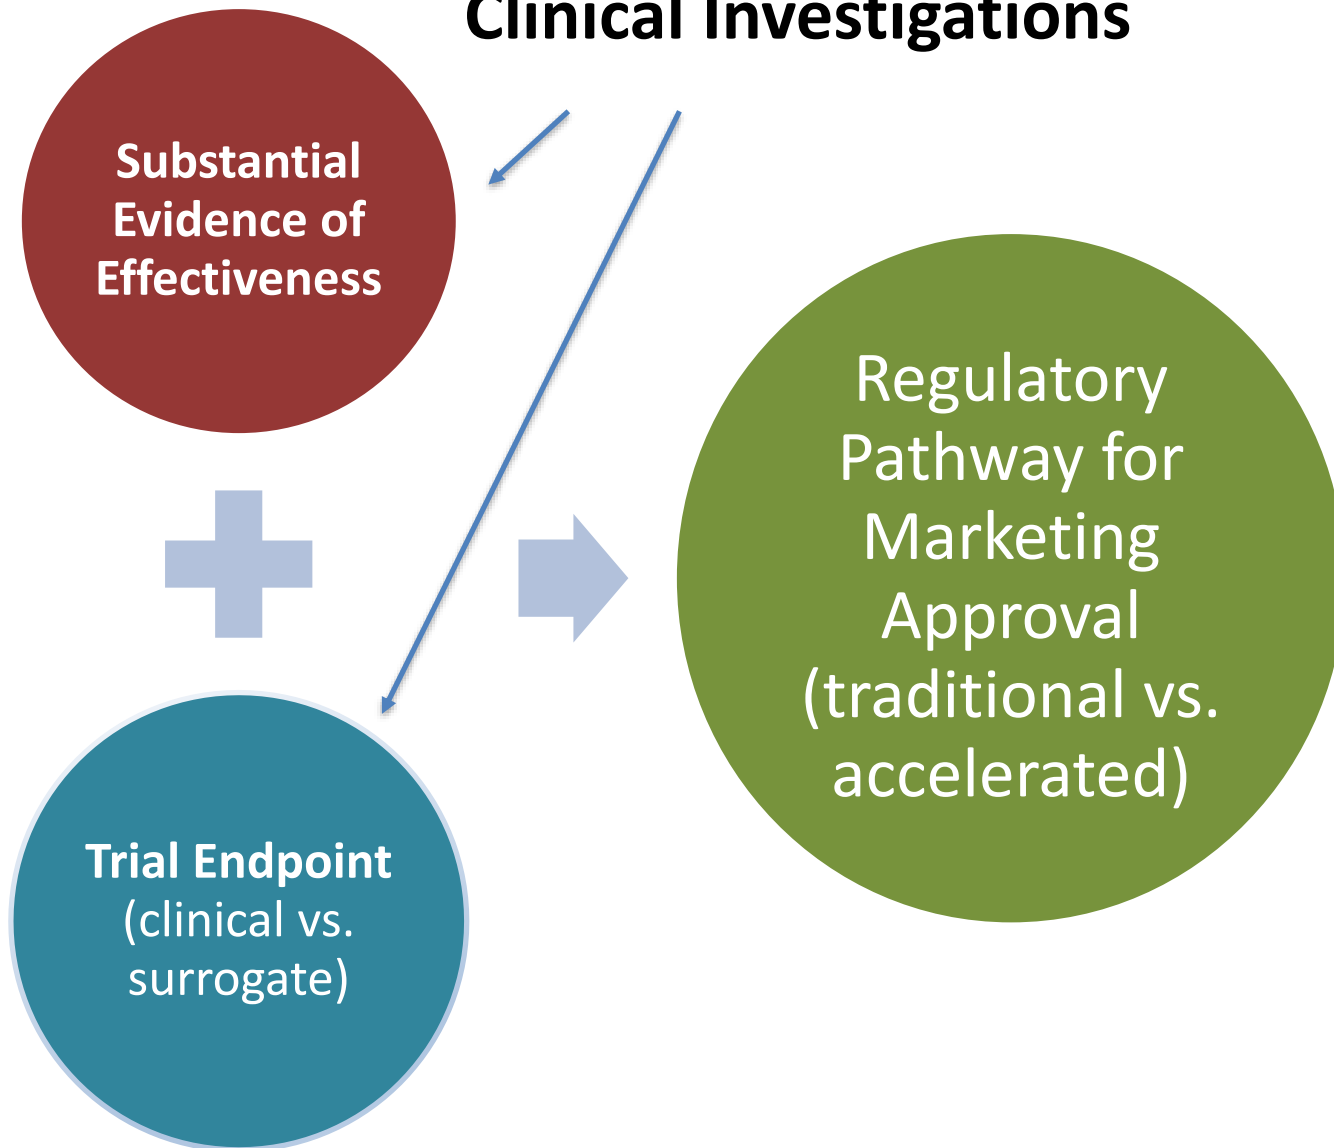 Clinical Investigations
Substantial
Evidence of
Effectiveness
Regulatory
Pathway for
Marketing
Approval
(traditional vs.
accelerated)
Trial Endpoint
(clinical vs.
surrogate)